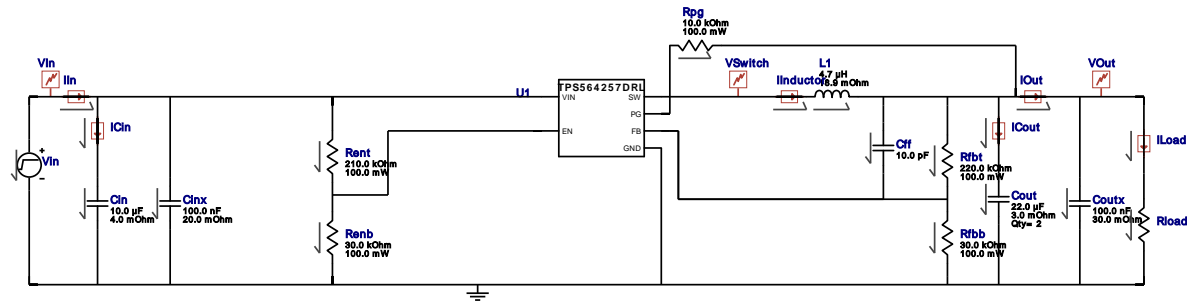 Rpg
10.0 kOhm
100.0 mW
VIn
IIn
U1
TPS564257DRL
VIN
SW
PG
EN
FB
GND
VSwitch
IInductor
L1
4.7 µH
IOut
VOut
ICin
Vin
+
-
Cin
10.0 µF
4.0 mOhm
Cinx
100.0 nF
20.0 mOhm
Rent
210.0 kOhm
100.0 mW
Renb
30.0 kOhm
100.0 mW
Cff
10.0 pF
Rfbt
220.0 kOhm
100.0 mW
Rfbb
30.0 kOhm
100.0 mW
ICout
Cout
22.0 µF
3.0 mOhm
Qty= 2
Coutx
100.0 nF
30.0 mOhm
ILoad
Rload